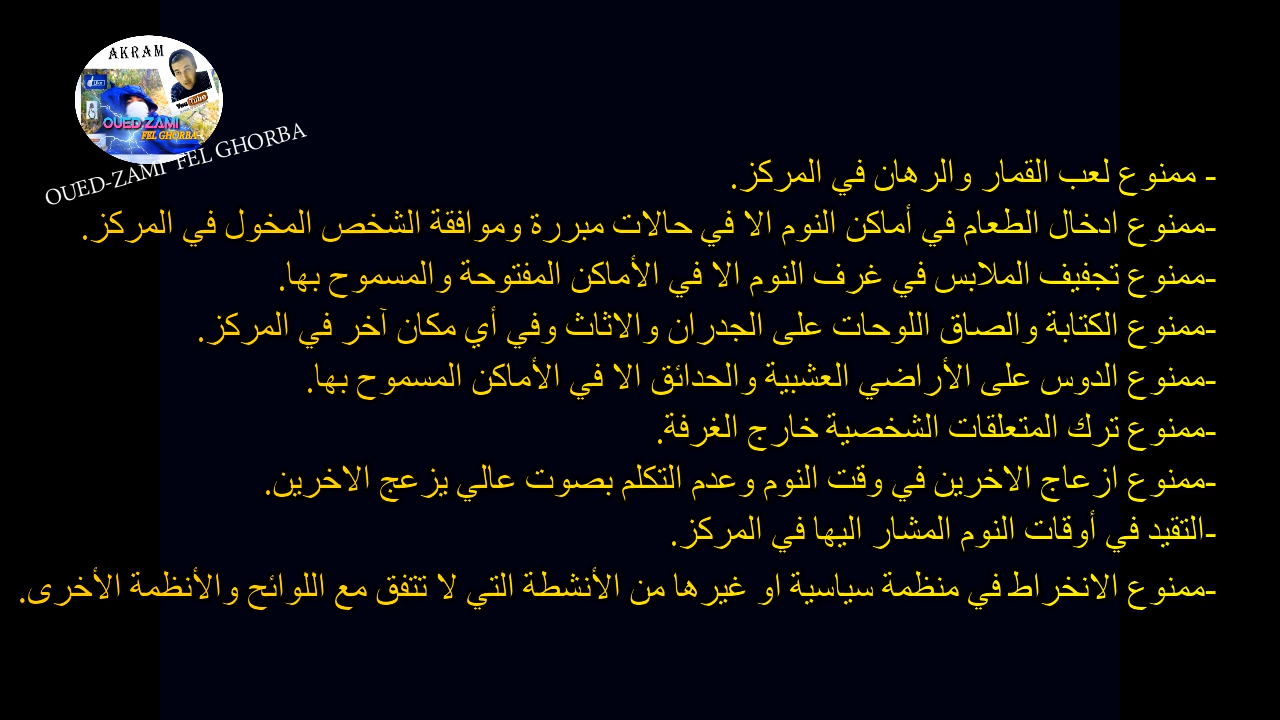 AKRAM
Like
YouTube
OUED-ZAMI
FEL GHORBA
OUED-ZAMI FEL GHORBA
- ممنوع لعب القمار والرهان في المركز.
-ممنوع ادخال الطعام في أماكن النوم الا في حالات مبررة وموافقة الشخص المخول في المركز.
-ممنوع تجفيف الملابس في غرف النوم الا في الأماكن المفتوحة والمسموح بها.
-ممنوع الكتابة والصاق اللوحات على الجدران والاثاث وفي أي مكان آخر في المركز.
-ممنوع الدوس على الأراضي العشبية والحدائق الا في الأماكن المسموح بها.
-ممنوع ترك المتعلقات الشخصية خارج الغرفة.
-ممنوع ازعاج الاخرين في وقت النوم وعدم التكلم بصوت عالي يزعج الاخرين.
-التقيد في أوقات النوم المشار اليها في المركز.
-ممنوع الانخراط في منظمة سياسية او غيرها من الأنشطة التي لا تتفق مع اللوائح والأنظمة الأخرى.